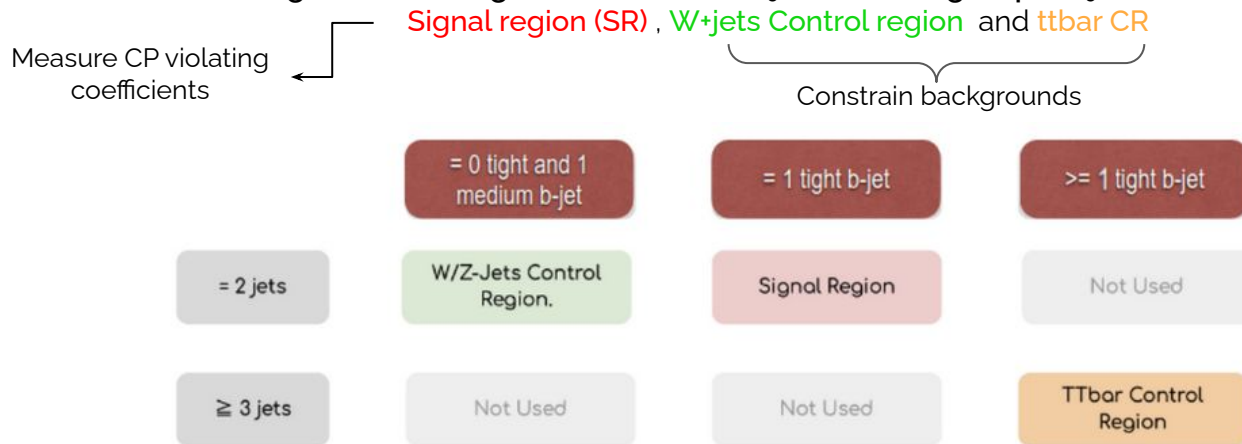 Signal region (SR) , W+jets Control region and ttbar CR
Measure CP violating
coefficients
Constrain backgrounds
= 0 tight and 1
medium b-jet
= 1 tight b-jet
>= 1 tight b-jet
= 2 jets
W/Z-Jets Control
Region.
Signal Region
Not Used
≧ 3 jets
Not Used
Not Used
TTbar Control
Region